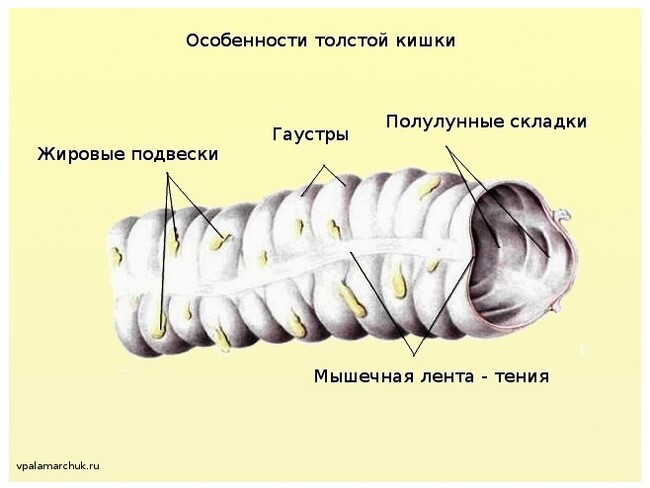 Особенности толстой кишки
Полулунные складки
Гаустры
Жировые подвески
Мышечная лента - тения
vpalamarchuk.ru